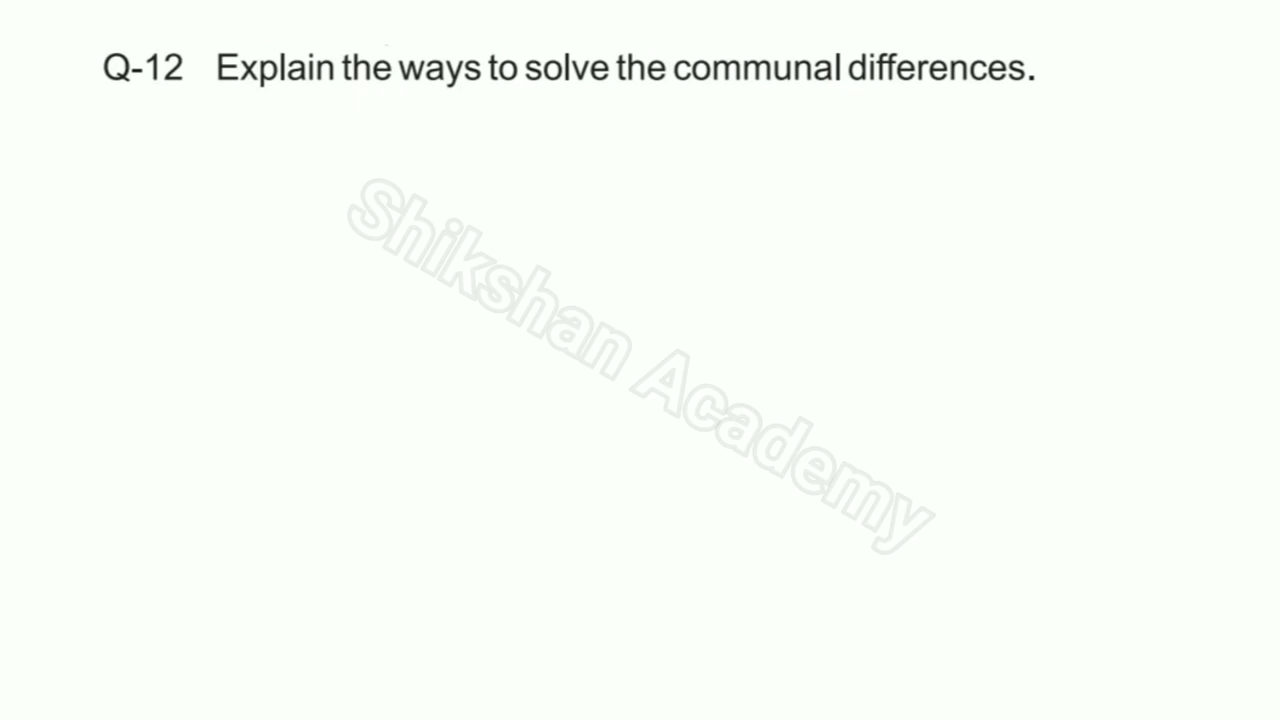 Q-12 Explain the ways to solve the communal differences.
Shikshan Academy